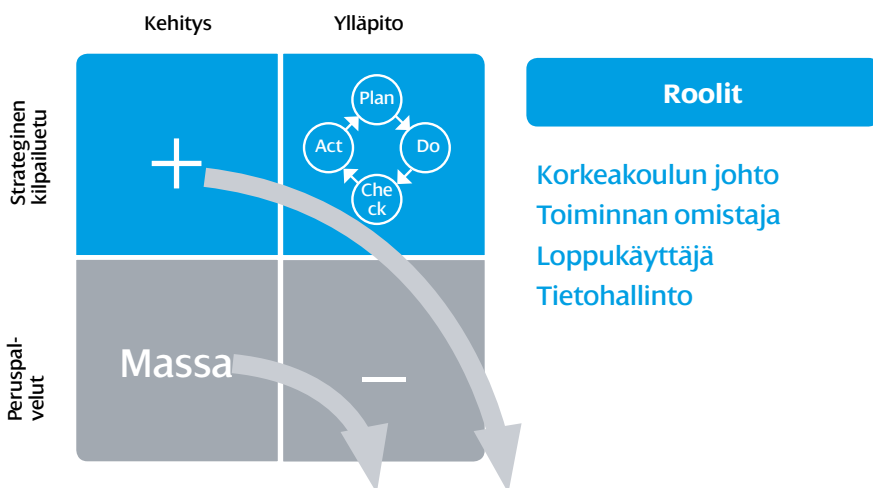 Kehitys
Ylläpito
Strateginen
kilpailuetu
+
Plan
Act
Do
Che
ck
Peruspal-
velut
Massa
—
Roolit
Korkeakoulun johto
Toiminnan omistaja
Loppukäyttäjä
Tietohallinto